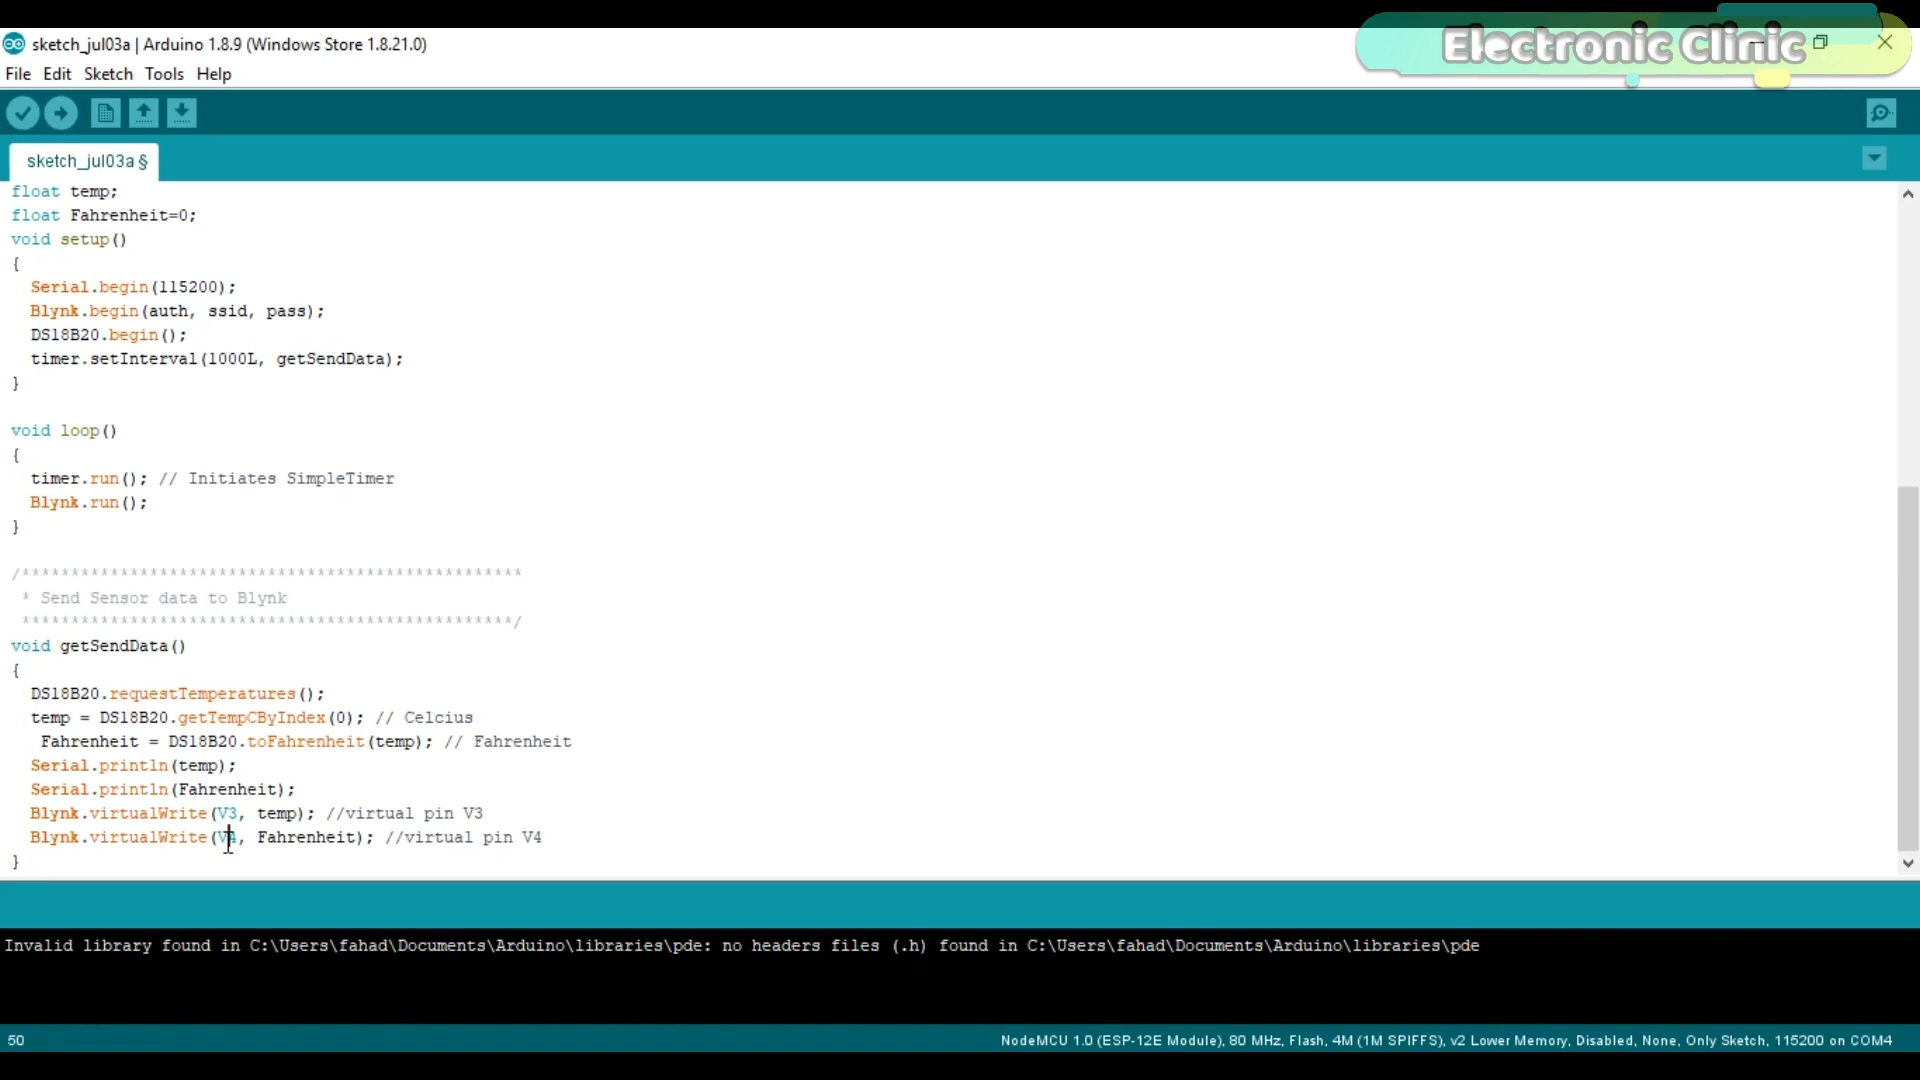 Electronic Clinic
sketch_jul03a | Arduino 1.8.9 (Windows Store 1.8.21.0)
File Edit Sketch Tools Help
sketch_jul03a §
float temp;
float Fahrenheit=0;
void setup()
{
Serial.begin(115200);
Blynk.begin(auth, ssid, pass);
DS18B20.begin();
timer.setInterval(1000L, getSendData);
}
void loop()
{
timer.run(); // Initiates SimpleTimer
Blynk.run();
}
/***************************************************
* Send Sensor data to Blynk
**************************************************/
void getSendData()
{
DS18B20.requestTemperatures();
temp = DS18B20.getTempCByIndex(0); // Celcius
Fahrenheit = DS18B20.toFahrenheit(temp); // Fahrenheit
Serial.println(temp);
Serial.println(Fahrenheit);
Blynk.virtualWrite(V3, temp); //virtual pin V3
Blynk.virtualWrite(V4, Fahrenheit); //virtual pin V4
}
Invalid library found in C:\Users\fahad\Documents\Arduino\libraries\pde: no headers files (.h) found in C:\Users\fahad\Documents\Arduino\libraries\pde
50
NodeMCU 1.0 (ESP-12E Module), 80 MHz, Flash, 4M (1M SPIFFS), v2 Lower Memory, Disabled, None, Only Sketch, 115200 on COM4